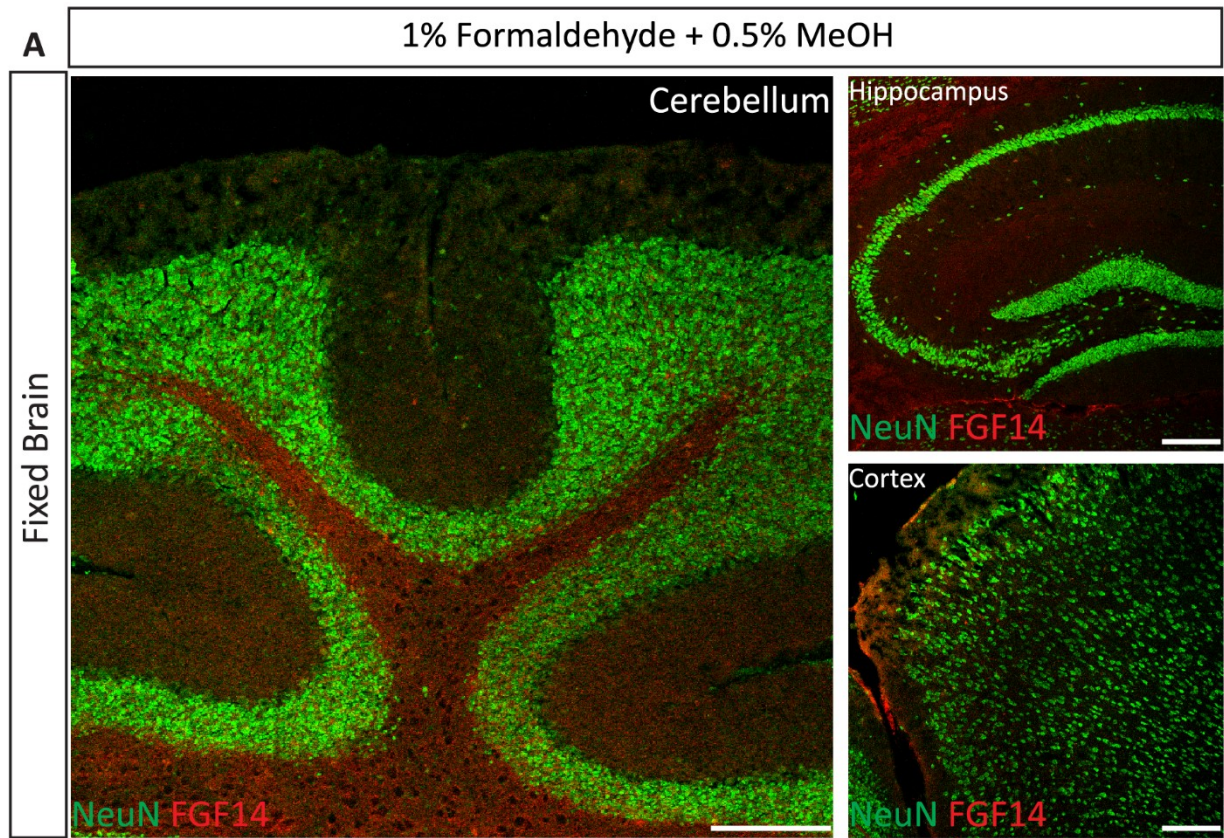 A
1% Formaldehyde + 0.5% MeOH
Fixed Brain
Cerebellum
NeuN FGF14
Hippocampus
NeuN FGF14
Cortex
NeuN FGF14